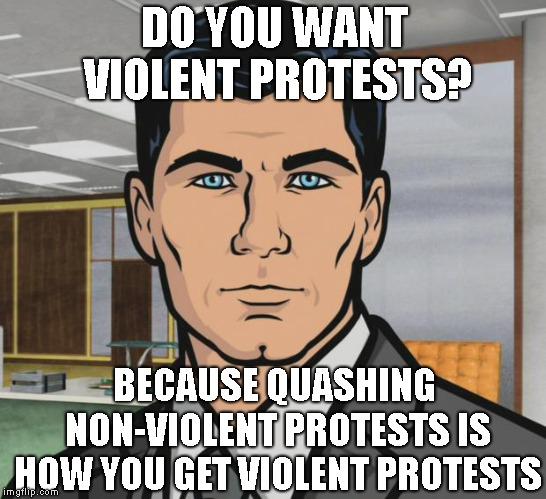 DO YOU WANT
VIOLENT PROTESTS?
BECAUSE QUASHING
NON-VIOLENT PROTESTS IS
HOW YOU GET VIOLENT PROTESTS
imgflip.com